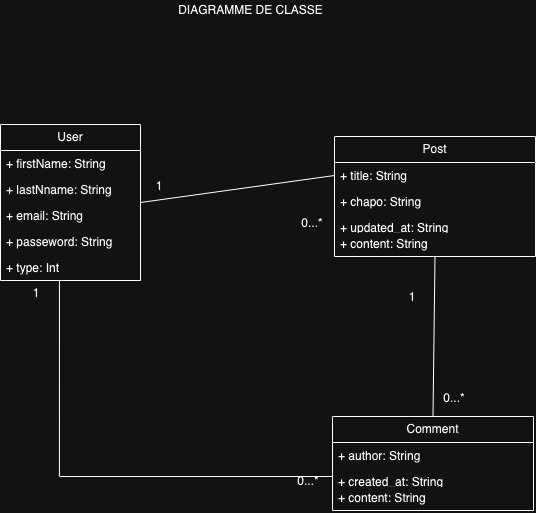 DIAGRAMME DE CLASSE
User
+ firstName: String
+ lastNname: String
+ email: String
+ passeword: String
+ type: Int
1
0...*
Post
+ title: String
+ chapo: String
+ updated_at: String
+ content: String
1
1
0...*
0...*
Comment
+ author: String
+ created_at: String
+ content: String